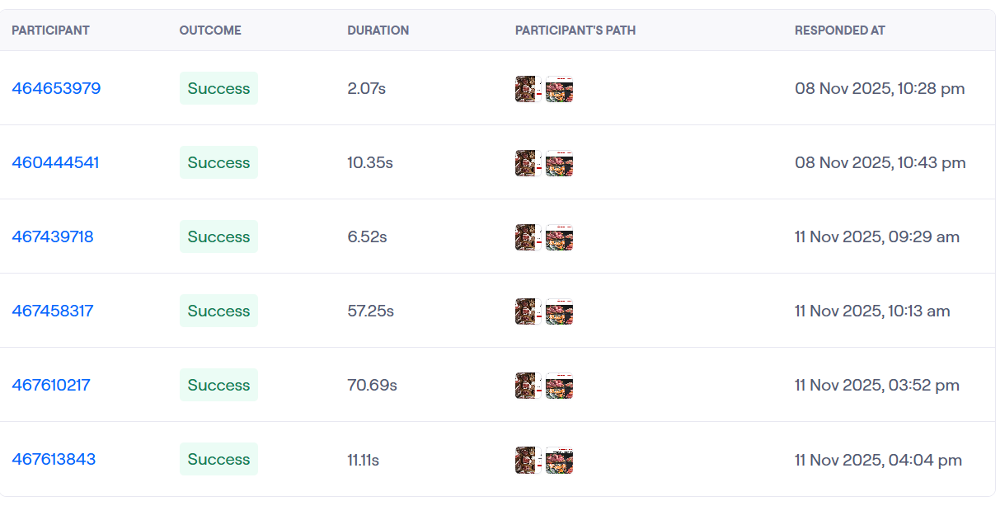 PARTICIPANT OUTCOME DURATION PARTICIPANT'S PATH RESPONDED AT
464653979 Success 2.07s 08 Nov 2025, 10:28 pm
460444541 Success 10.35s 08 Nov 2025, 10:43 pm
467439718 Success 6.52s 11 Nov 2025, 09:29 am
467458317 Success 57.25s 11 Nov 2025, 10:13 am
467610217 Success 70.69s 11 Nov 2025, 03:52 pm
467613843 Success 11.11s 11 Nov 2025, 04:04 pm